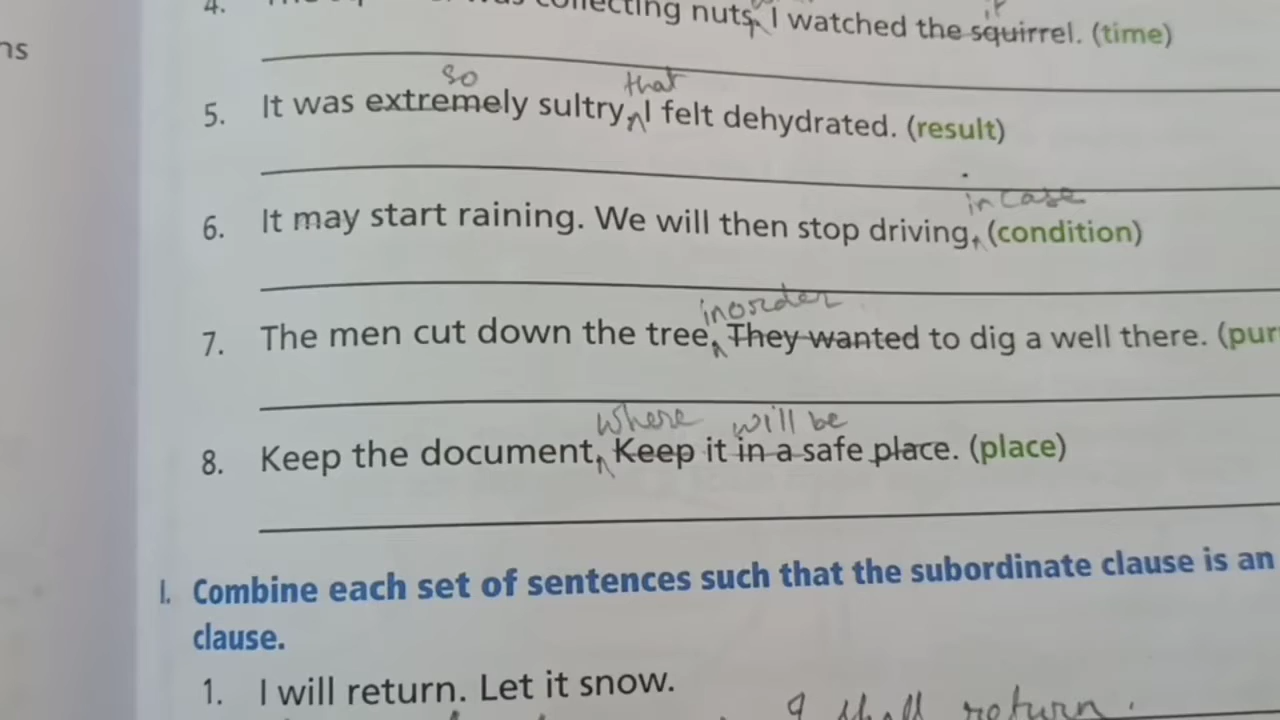 ns
4. collecting nuts, I watched the squirrel. (time)
it
so that
5. It was extremely sultry, I felt dehydrated. (result)
in case
6. It may start raining. We will then stop driving, (condition)
inorder
7. The men cut down the tree, They wanted to dig a well there. (pur
where will be
8. Keep the document, Keep it in a safe place. (place)
I. Combine each set of sentences such that the subordinate clause is an
clause.
1. I will return. Let it snow.
I shall return.